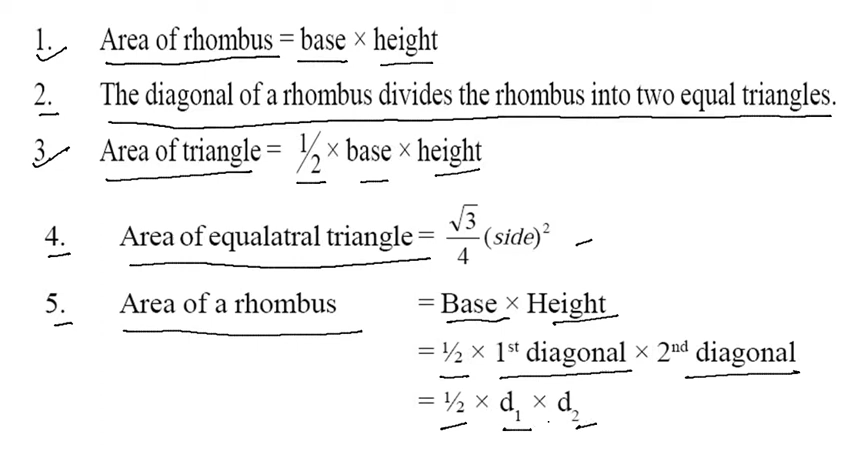 1. Area of rhombus = base × height
2. The diagonal of a rhombus divides the rhombus into two equal triangles.
3. Area of triangle = ½ × base × height
4. Area of equalatral triangle = √3/4 (side)²
5. Area of a rhombus = Base × Height
= ½ × 1st diagonal × 2nd diagonal
= ½ × d₁ × d₂